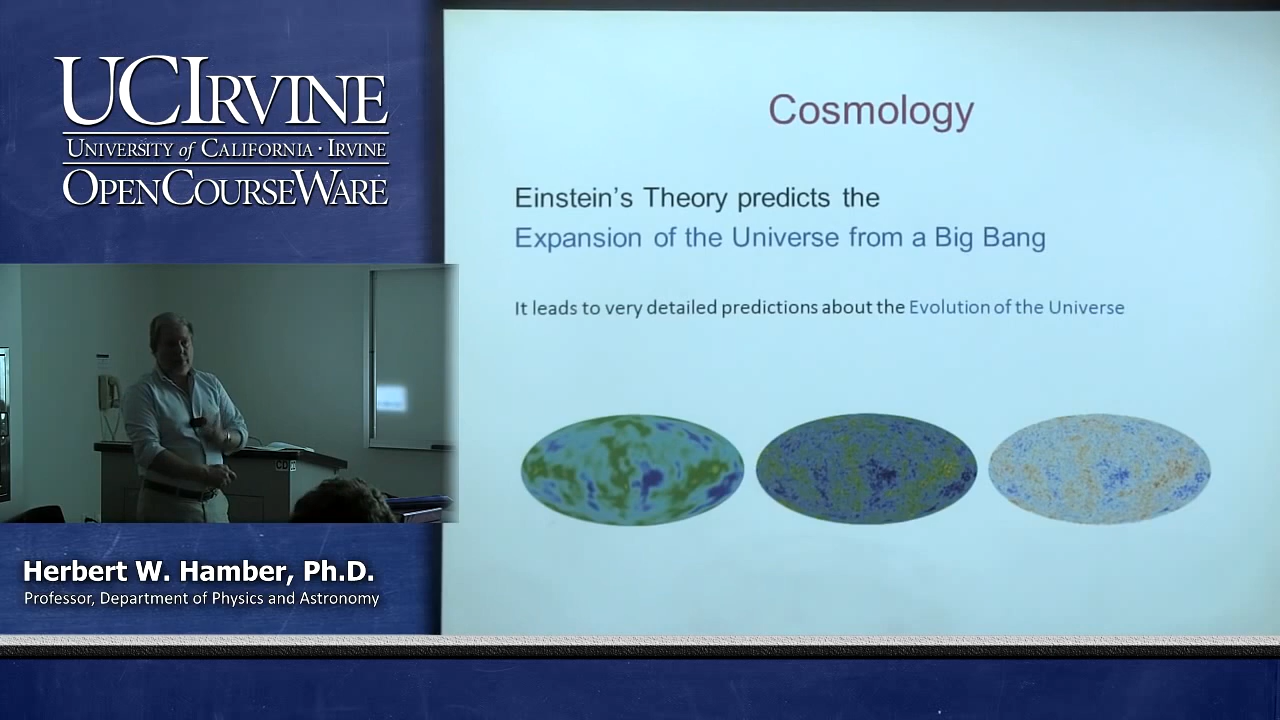 UCIRVINE
UNIVERSITY of CALIFORNIA · IRVINE
OPENCOURSEWARE
Herbert W. Hamber, Ph.D.
Professor, Department of Physics and Astronomy
Cosmology
Einstein's Theory predicts the
Expansion of the Universe from a Big Bang
It leads to very detailed predictions about the Evolution of the Universe